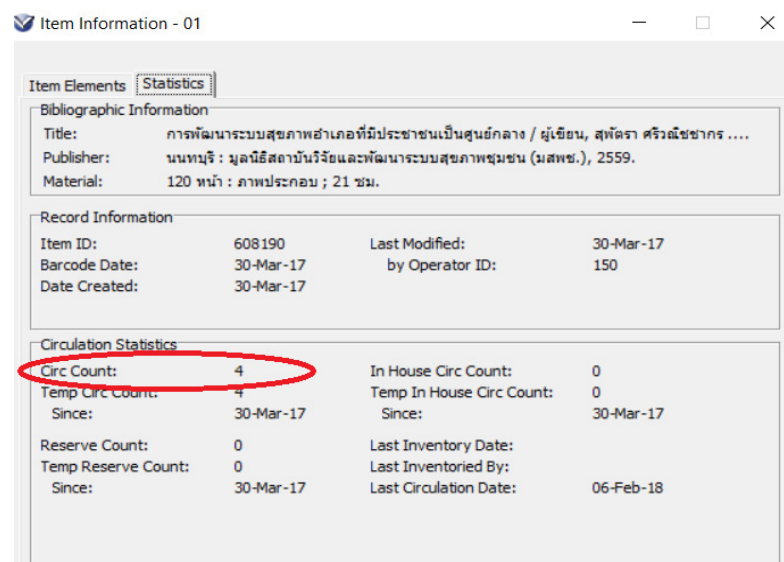 Item Information - 01
Item Elements Statistics
Bibliographic Information
Title: การพัฒนาระบบสุขภาพอำเภอที่มีประชาชนเป็นศูนย์กลาง / ผู้เขียน, สุพัตรา ศรีวณิชชากร ....
Publisher: นนทบุรี : มูลนิธิสถาบันวิจัยและพัฒนาระบบสุขภาพชุมชน (มสพช.), 2559.
Material: 120 หน้า : ภาพประกอบ ; 21 ซม.
Record Information
Item ID: 608190 Last Modified: 30-Mar-17
Barcode Date: 30-Mar-17 by Operator ID: 150
Date Created: 30-Mar-17
Circulation Statistics
Circ Count: 4 In House Circ Count: 0
Temp Circ Count: 4 Temp In House Circ Count: 0
Since: 30-Mar-17 Since: 30-Mar-17
Reserve Count: 0 Last Inventory Date:
Temp Reserve Count: 0 Last Inventoried By:
Since: 30-Mar-17 Last Circulation Date: 06-Feb-18